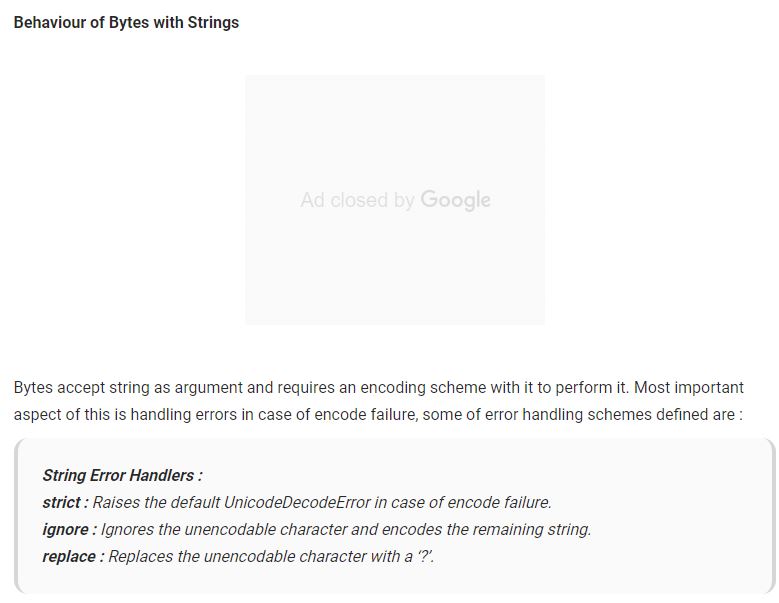 Behaviour of Bytes with Strings
Ad closed by Google
Bytes accept string as argument and requires an encoding scheme with it to perform it. Most important
aspect of this is handling errors in case of encode failure, some of error handling schemes defined are :
String Error Handlers :
strict : Raises the default UnicodeDecodeError in case of encode failure.
ignore : Ignores the unencodable character and encodes the remaining string.
replace : Replaces the unencodable character with a ‘?’.